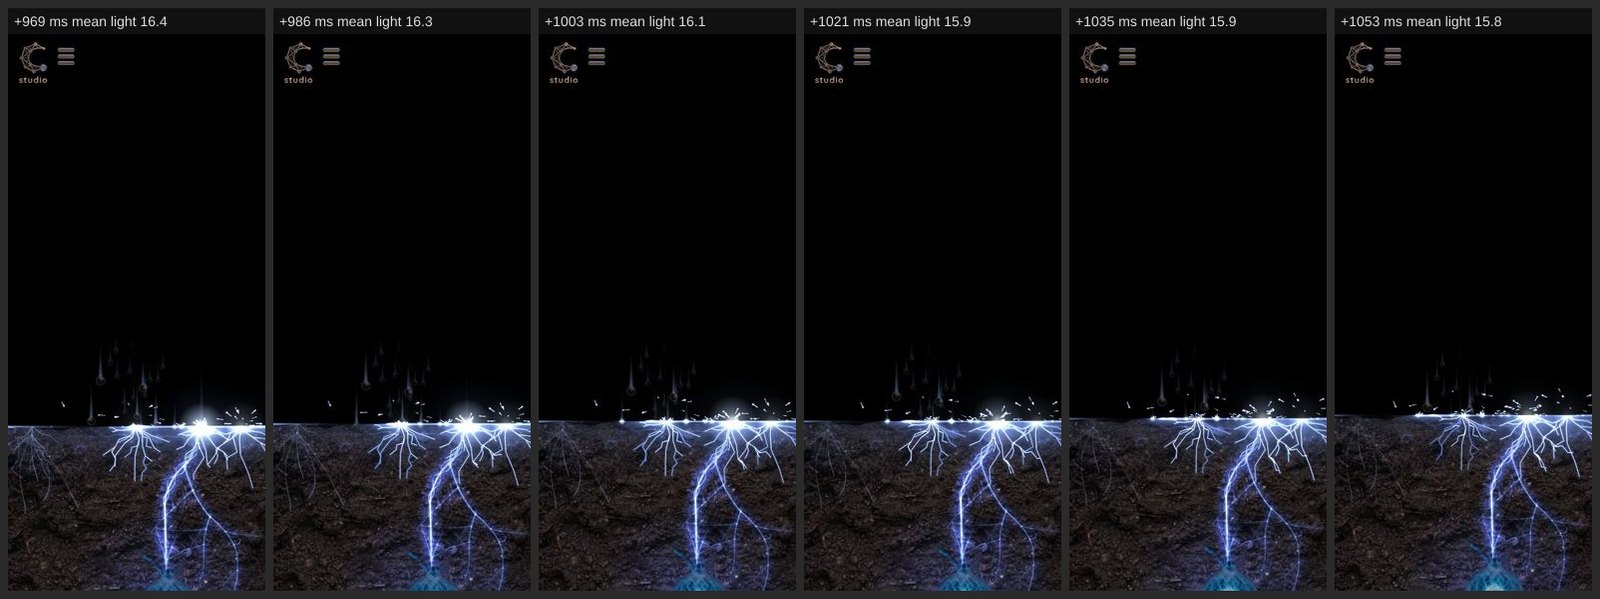 +969 ms mean light 16.4
+986 ms mean light 16.3
+1003 ms mean light 16.1
+1021 ms mean light 15.9
+1035 ms mean light 15.9
+1053 ms mean light 15.8
studio
studio
studio
studio
studio
studio